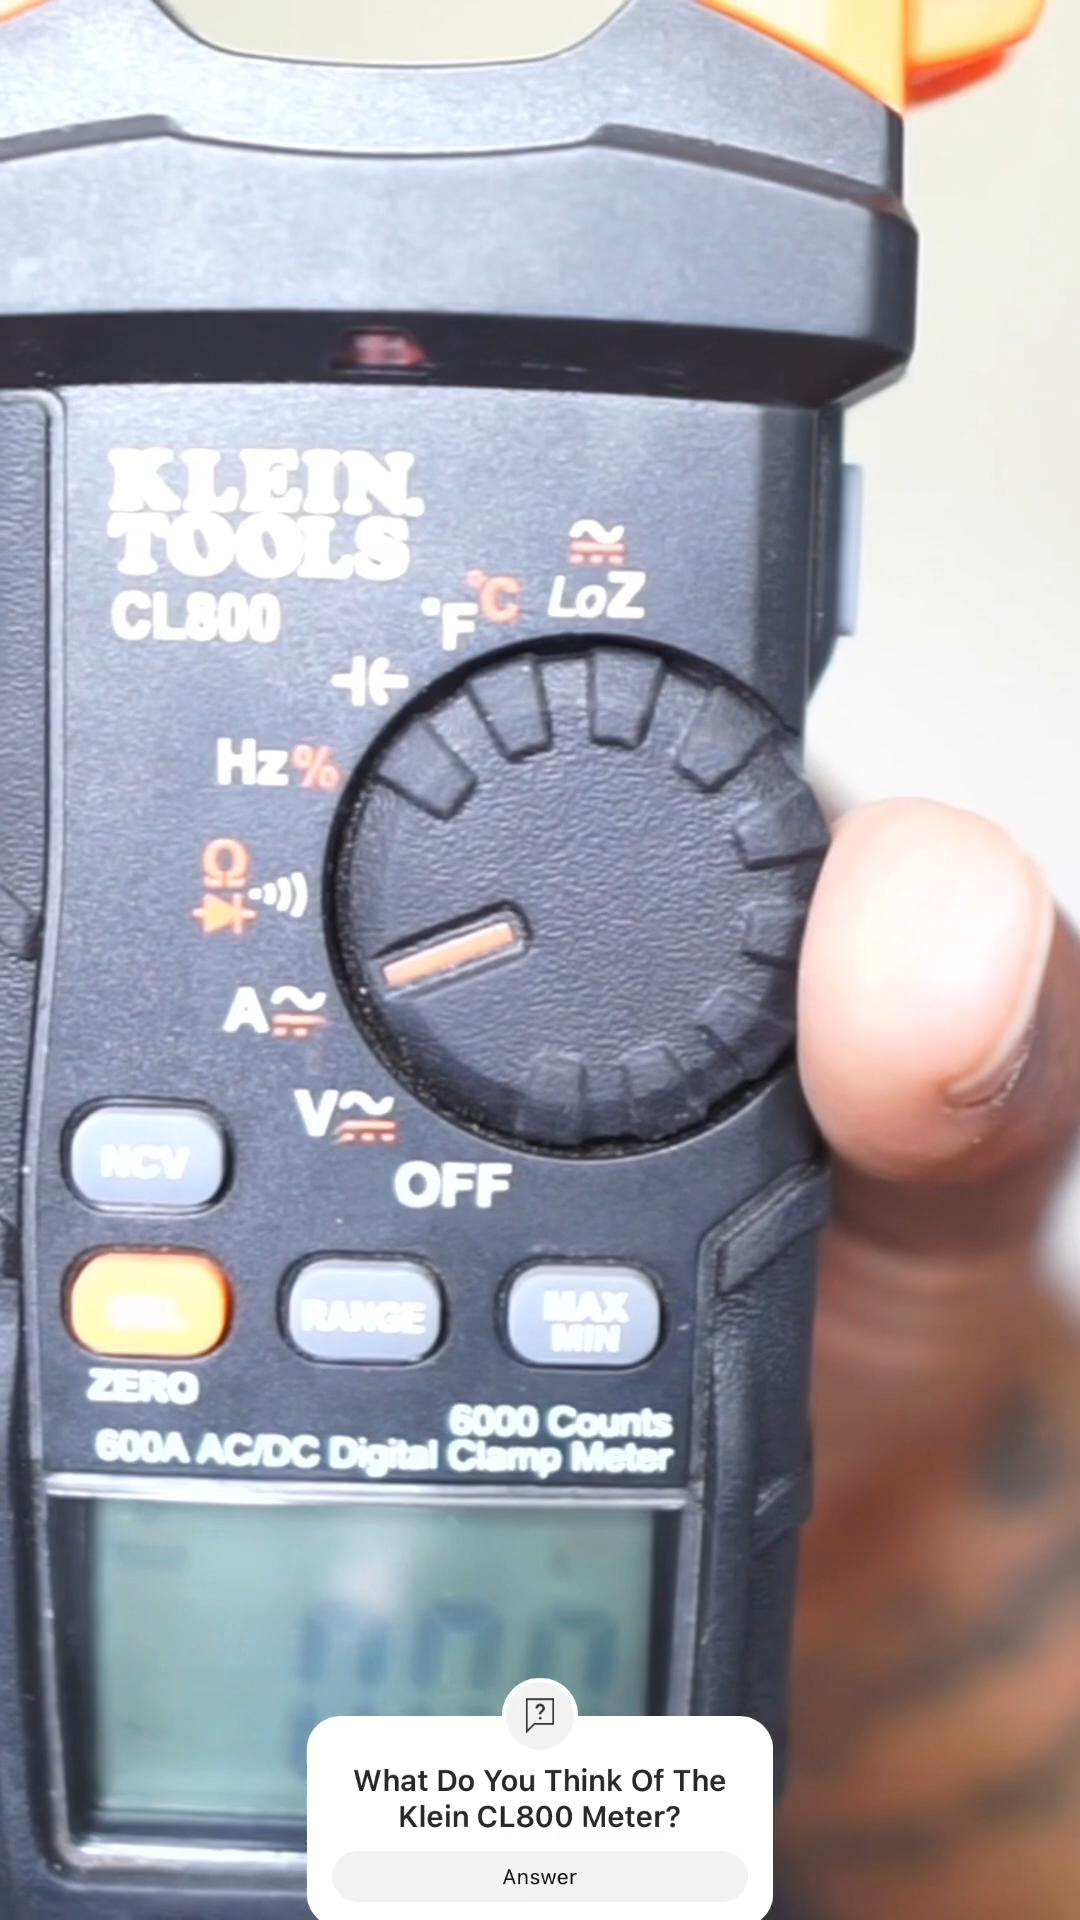 KLEIN
TOOLS
CL800
LoZ
°F °C
Hz%
Ω
A
V
OFF
NCV
RANGE
MAX
MIN
ZERO
6000 Counts
600A AC/DC Digital Clamp Meter
What Do You Think Of The
Klein CL800 Meter?
Answer